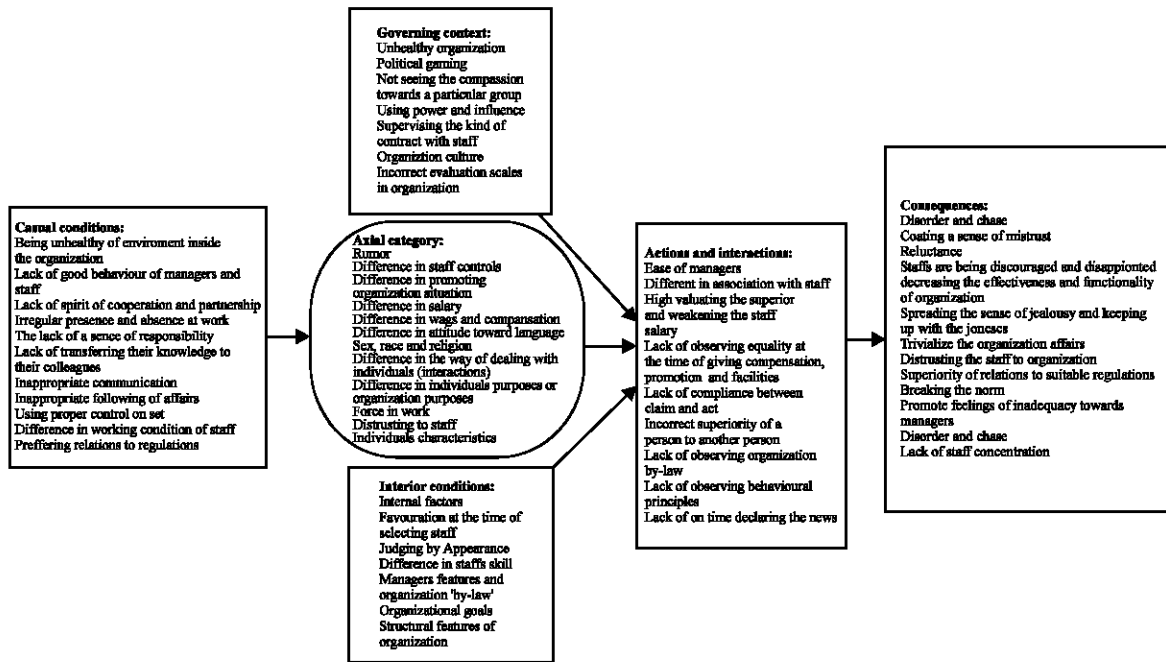 Governing context:
Unhealthy organization
Political gaming
Not seeing the compassion
towards a particular group
Using power and influence
Supervising the kind of
contract with staff
Organiztion culture
Incorrect evaluation scales
in organization
Casual conditions:
Being unhealthy of enviroment inside
the organization
Lack of good behaviour of managers and
staff
Lack of spirit of cooperation and partnership
Irregular presence and absence at work
The lack of a sence of responsibility
Lack of transferring their knowledge to
their colleagues
Inappropriate communication
Inappropriate following of affairs
Using proper control on set
Difference in working condition of staff
Preffering relations to regulations
Axial category:
Rumor
Difference in staff controls
Difference in promoting
organization situation
Difference in salary
Difference in wags and compensation
Difference in attitude toward language
Sex, race and religion
Difference in the way of dealing with
individuals (interactions)
Difference in individuals purposes or
organization purposes
Force in work
Distrusting to staff
Individuals characteristics
Interior conditions:
Internal factors
Favouration at the time of
selecting staff
Judging by Appearance
Difference in staffs skill
Managers features and
organization 'by-law'
Organizational goals
Structural features of
organization
Actions and interactions:
Ease of managers
Different in association with staff
High valuating the superior
and weakening the staff
salary
Lack of observing equality at
the time of giving compensation,
promotion and facilities
Lack of compliance between
claim and act
Incorrect superiority of a
person to another person
Lack of observing organization
by-law
Lack of observing behavioural
principles
Lack of on time declaring the news
Consequences:
Disorder and chase
Coating a sense of mistrust
Reluctance
Staffs are being discouraged and disappionted
decreasing the effectiveness and functionality
of organization
Spreading the sense of jealousy and keeping
up with the joneses
Trivialize the organization affairs
Distrusting the staff to organization
Superiority of relations to suitable regulations
Breaking the norm
Promote feelings of inadequacy towards
managers
Disorder and chase
Lack of staff concentration